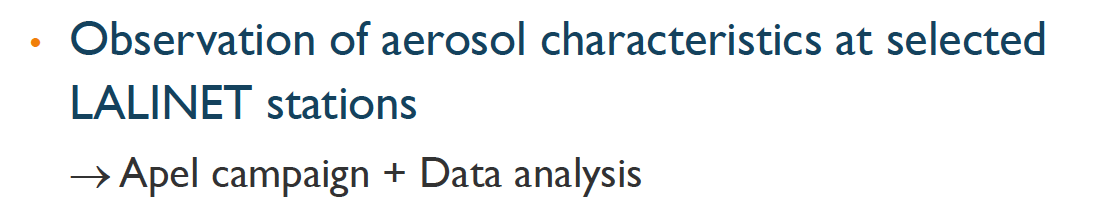 • Observation of aerosol characteristics at selected
LALINET stations
→ Apel campaign + Data analysis